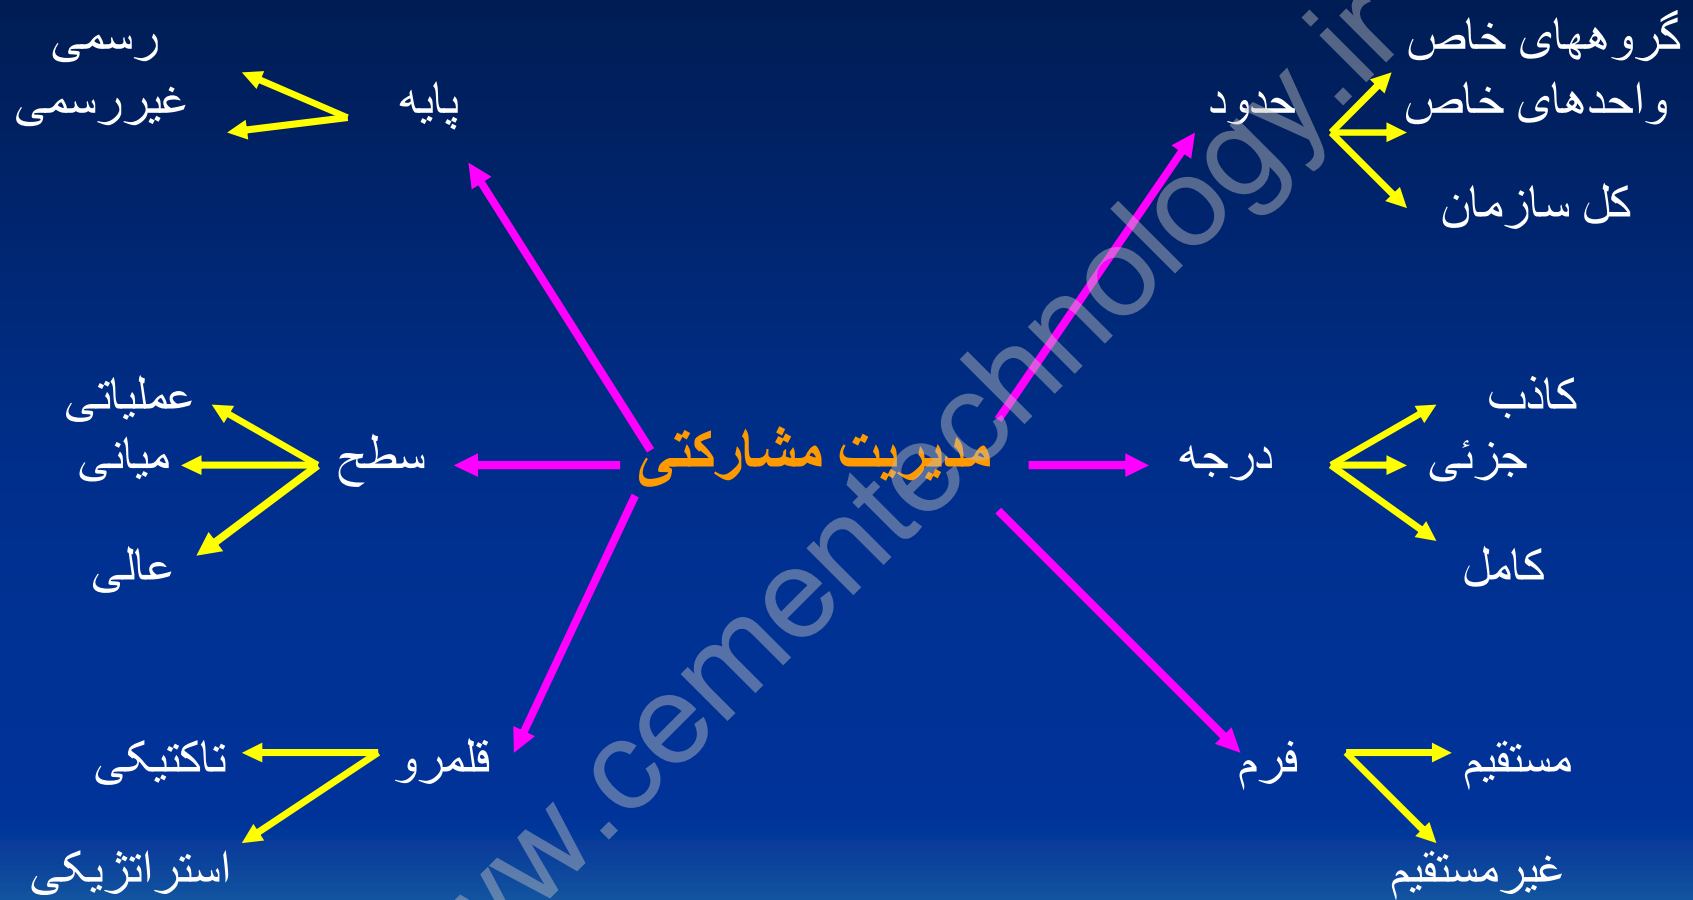 گروههای خاص
حدود
واحدهای خاص
کل سازمان
پایه
رسمی
غیررسمی
مدیریت مشارکتی
درجه
کاذب
جزئی
کامل
سطح
عملیاتی
میانی
عالی
فرم
مستقیم
غیرمستقیم
قلمرو
تاکتیکی
استراتژیکی
www.cementechnology.ir